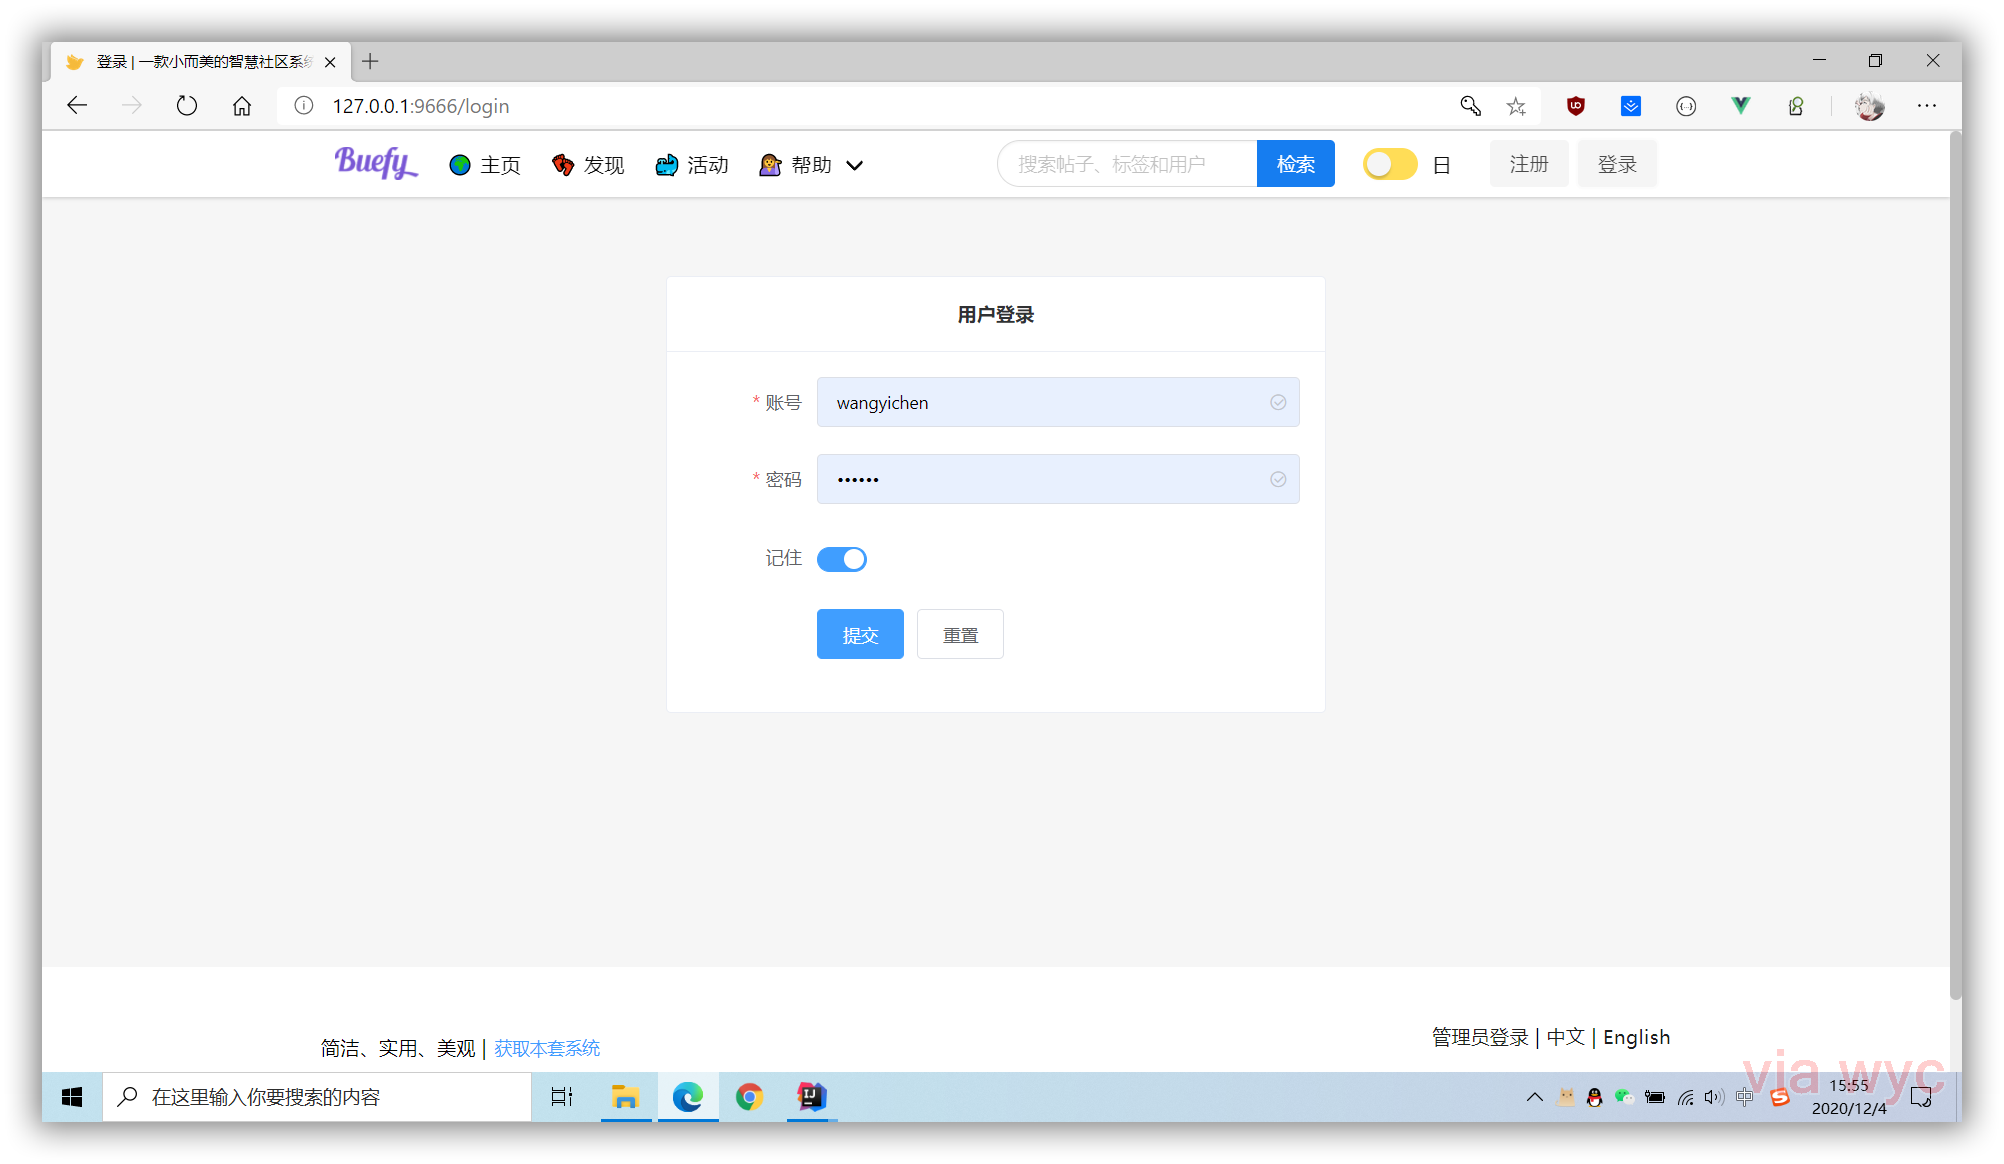 登录 | 一款小而美的智慧社区系统
127.0.0.1:9666/login
Buefy
主页 发现 活动 帮助
搜索帖子、标签和用户 检索 日 注册 登录
用户登录
* 账号 wangyichen
* 密码 ••••••
记住
提交 重置
简洁、实用、美观 | 获取本套系统
管理员登录 | 中文 | English
via wyc
在这里输入你要搜索的内容
中
15:55
2020/12/4